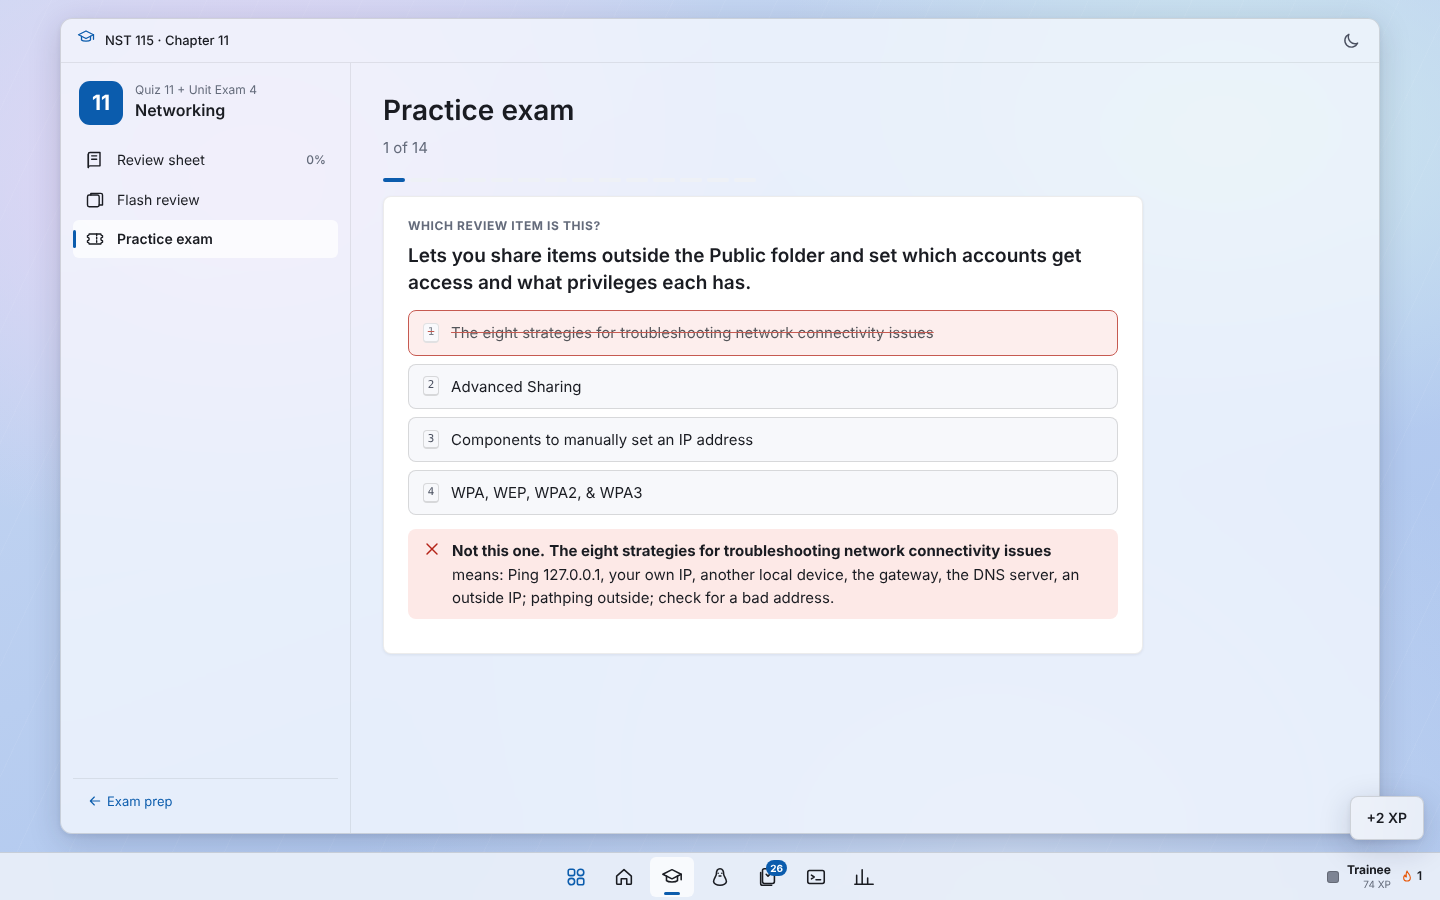 NST 115 · Chapter 11
11
Quiz 11 + Unit Exam 4
Networking
Review sheet
0%
Flash review
Practice exam
Exam prep
Practice exam
1 of 14
WHICH REVIEW ITEM IS THIS?
Lets you share items outside the Public folder and set which accounts get
access and what privileges each has.
1 The eight strategies for troubleshooting network connectivity issues
2 Advanced Sharing
3 Components to manually set an IP address
4 WPA, WEP, WPA2, & WPA3
Not this one. The eight strategies for troubleshooting network connectivity issues
means: Ping 127.0.0.1, your own IP, another local device, the gateway, the DNS server, an
outside IP; pathping outside; check for a bad address.
+2 XP
26
Trainee
74 XP
1